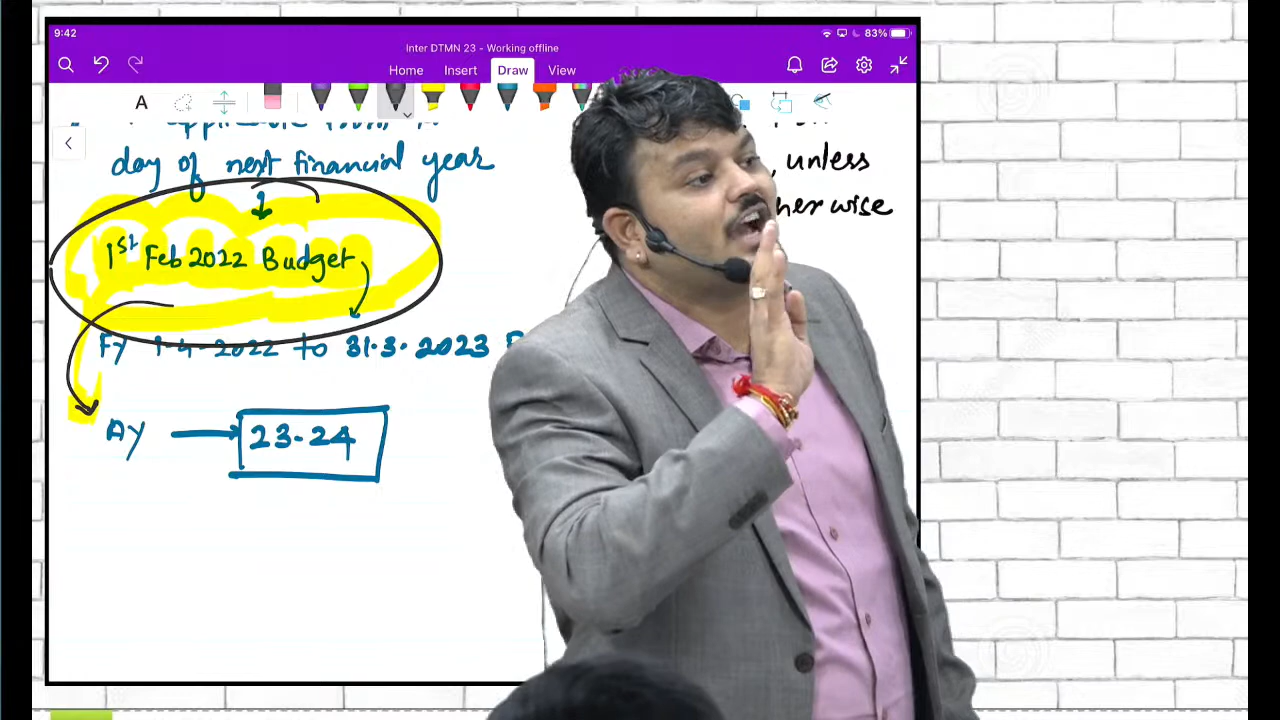 9:42
83%
Inter DTMN 23 - Working offline
Home Insert Draw View
A
day of next financial year
, unless
1st Feb 2022 Budget
Fy 1-4-2022 to 31.3.2023
Ay
23-24